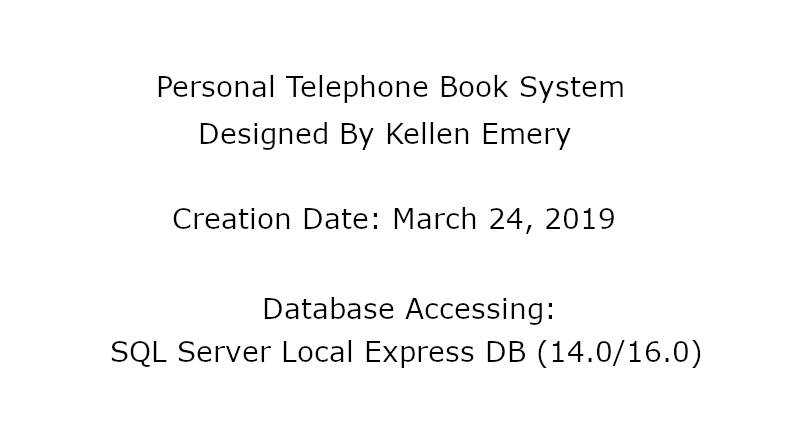 Personal Telephone Book System
Designed By Kellen Emery
Creation Date: March 24, 2019
Database Accessing:
SQL Server Local Express DB (14.0/16.0)